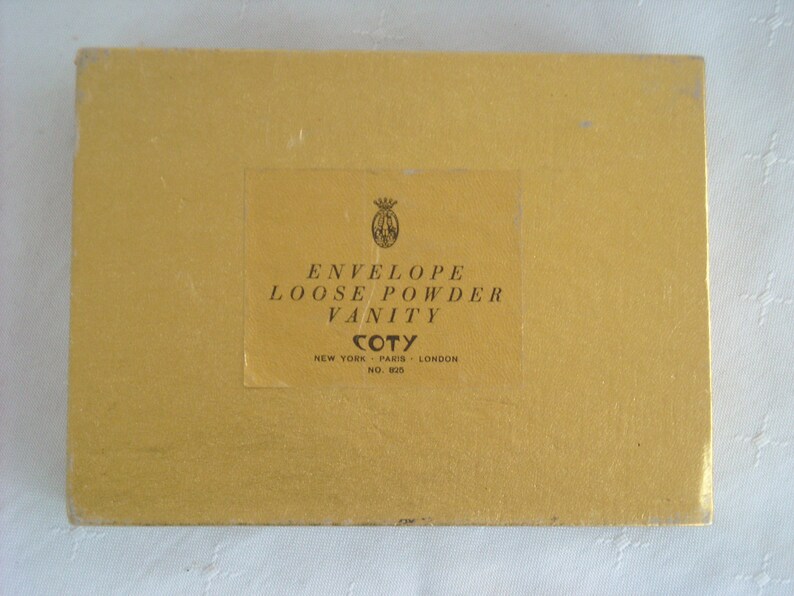 ENVELOPE
LOOSE POWDER
VANITY
COTY
NEW YORK - PARIS - LONDON
NO. 825